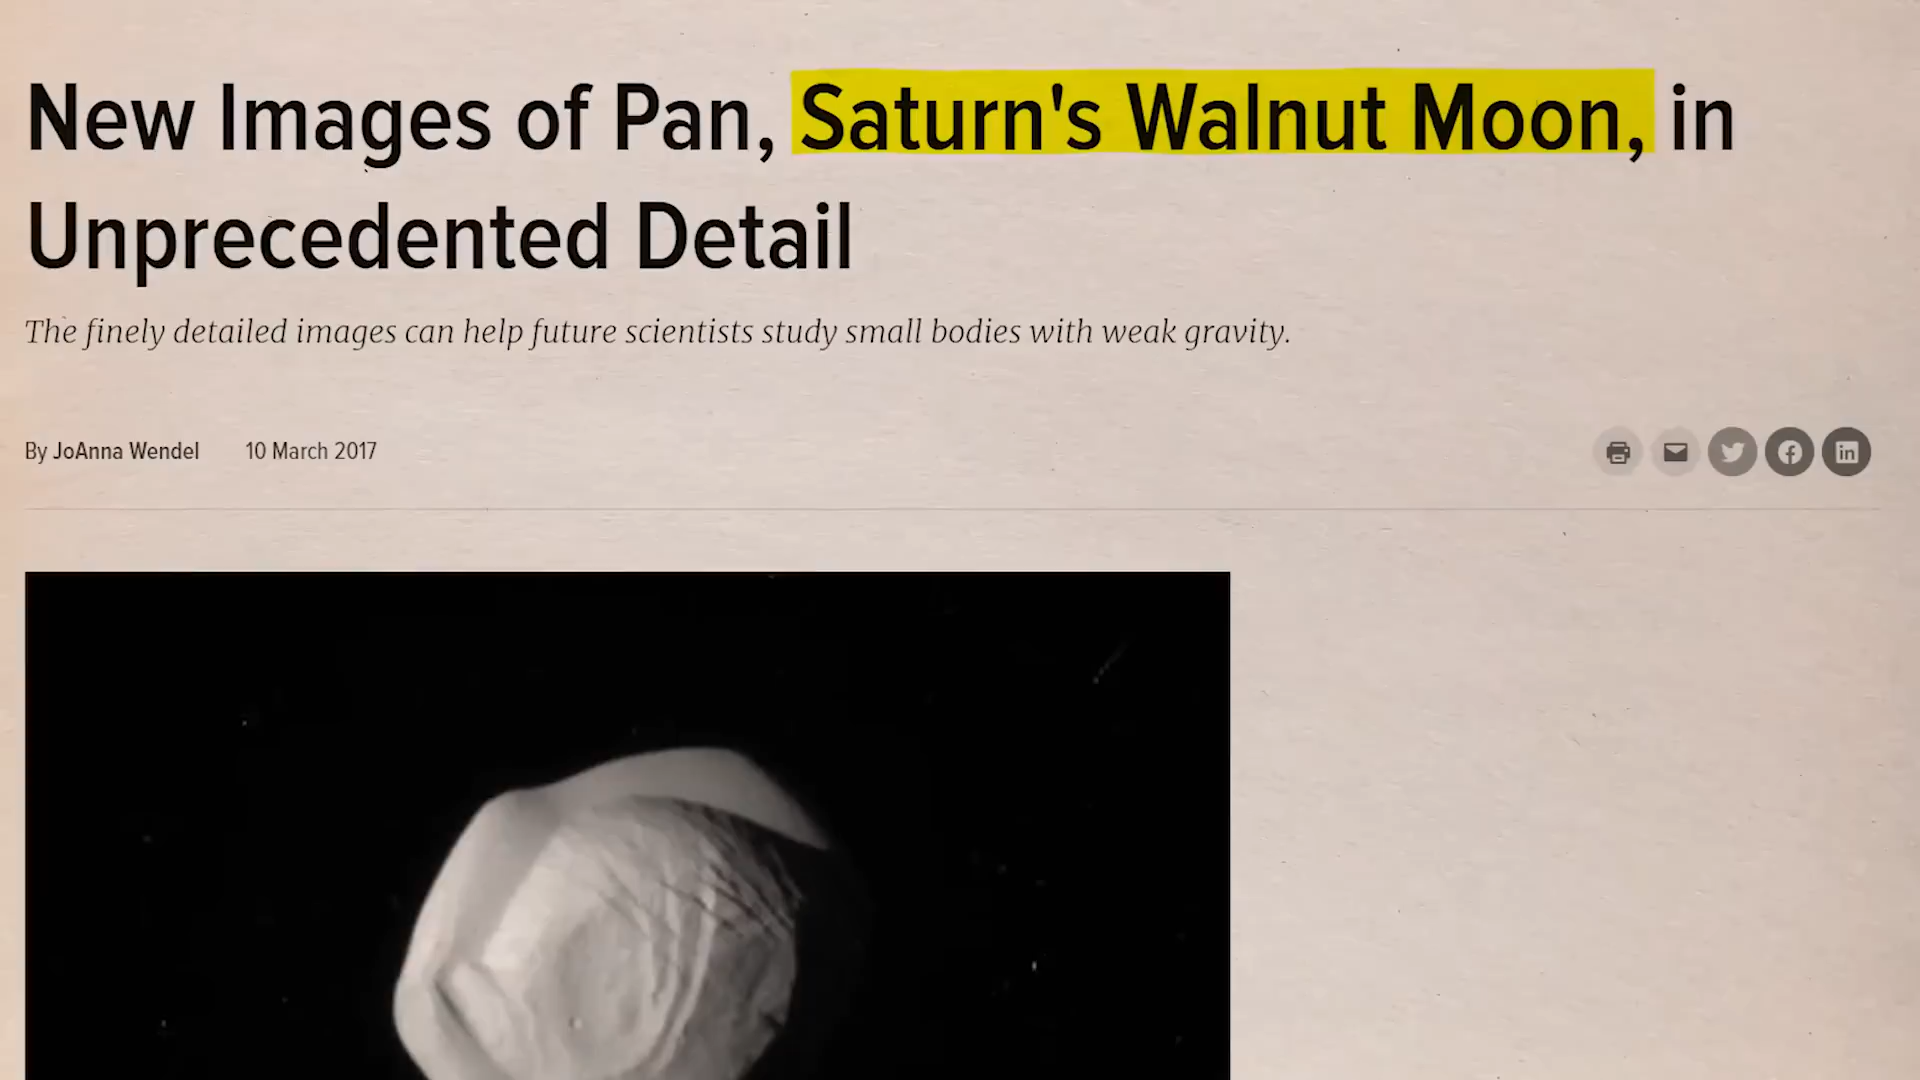 New Images of Pan, Saturn's Walnut Moon, in
Unprecedented Detail
The finely detailed images can help future scientists study small bodies with weak gravity.
By JoAnna Wendel 10 March 2017